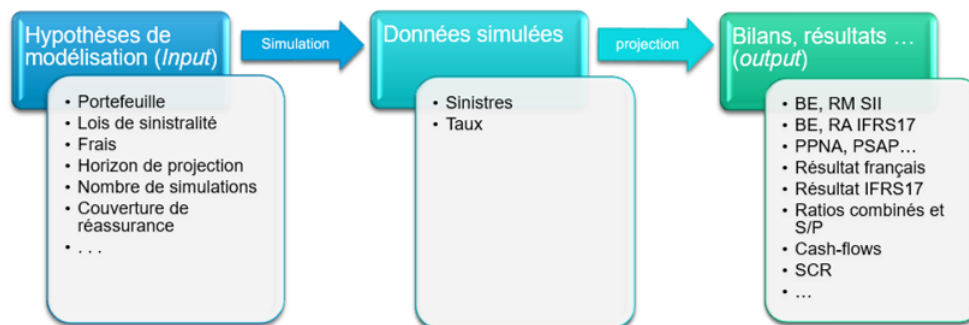 Hypothèses de
modélisation (Input)
• Portefeuille
• Lois de sinistralité
• Frais
• Horizon de projection
• Nombre de simulations
• Couverture de
réassurance
• . . .
Simulation
Données simulées
• Sinistres
• Taux
projection
Bilans, résultats ...
(output)
• BE, RM SII
• BE, RA IFRS17
• PPNA, PSAP...
• Résultat français
• Résultat IFRS17
• Ratios combinés et
S/P
• Cash-flows
• SCR
• ...